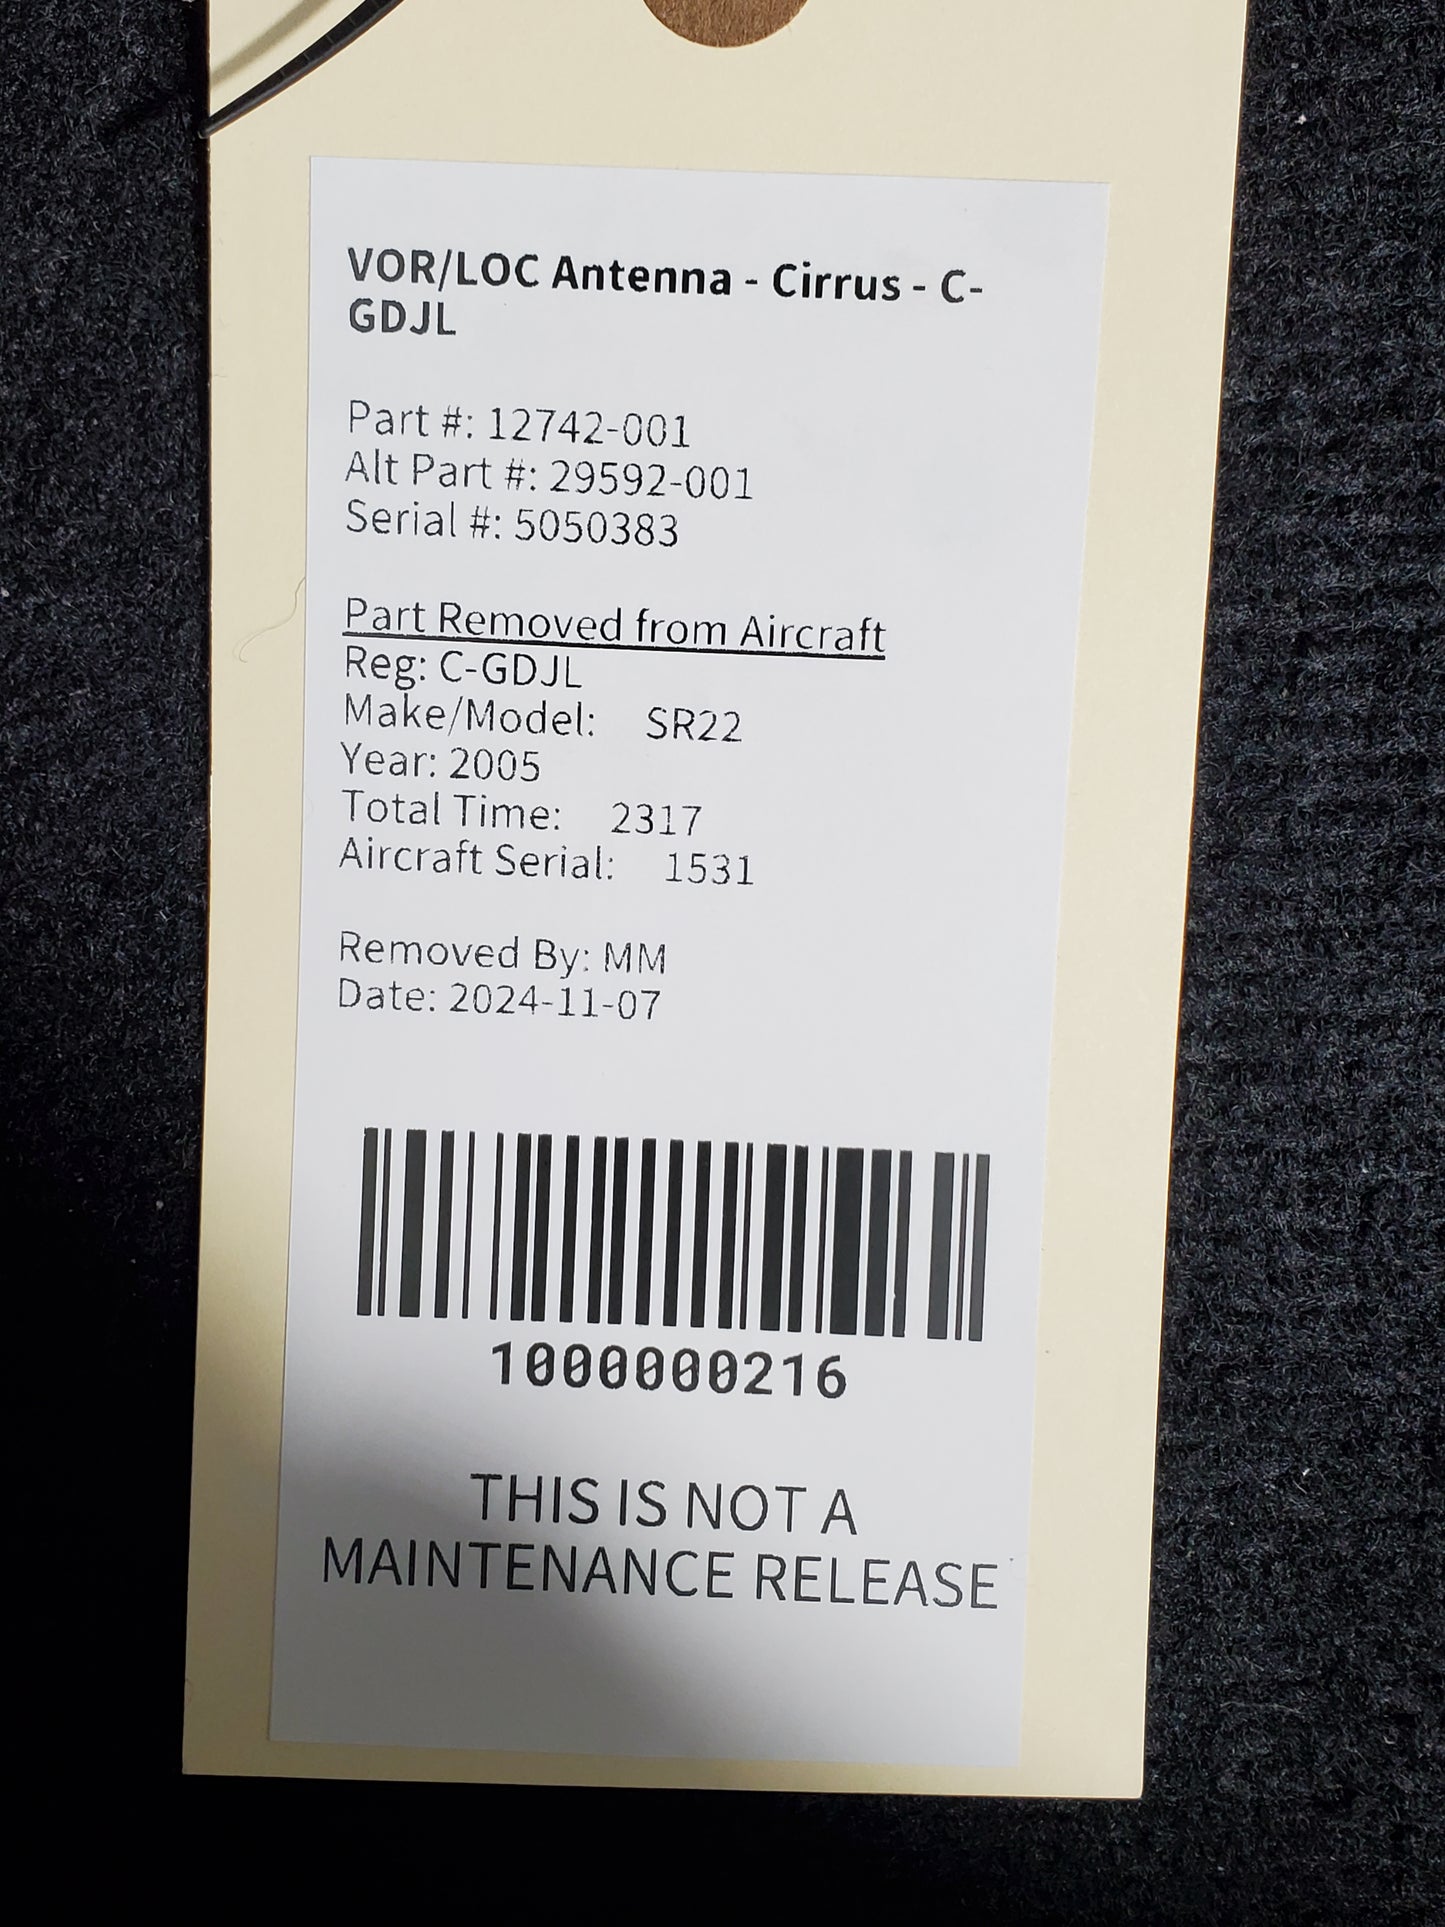 VOR/LOC Antenna - Cirrus - C-
GDJL
Part #: 12742-001
Alt Part #: 29592-001
Serial #: 5050383
Part Removed from Aircraft
Reg: C-GDJL
Make/Model: SR22
Year: 2005
Total Time: 2317
Aircraft Serial: 1531
Removed By: MM
Date: 2024-11-07
1000000216
THIS IS NOT A
MAINTENANCE RELEASE